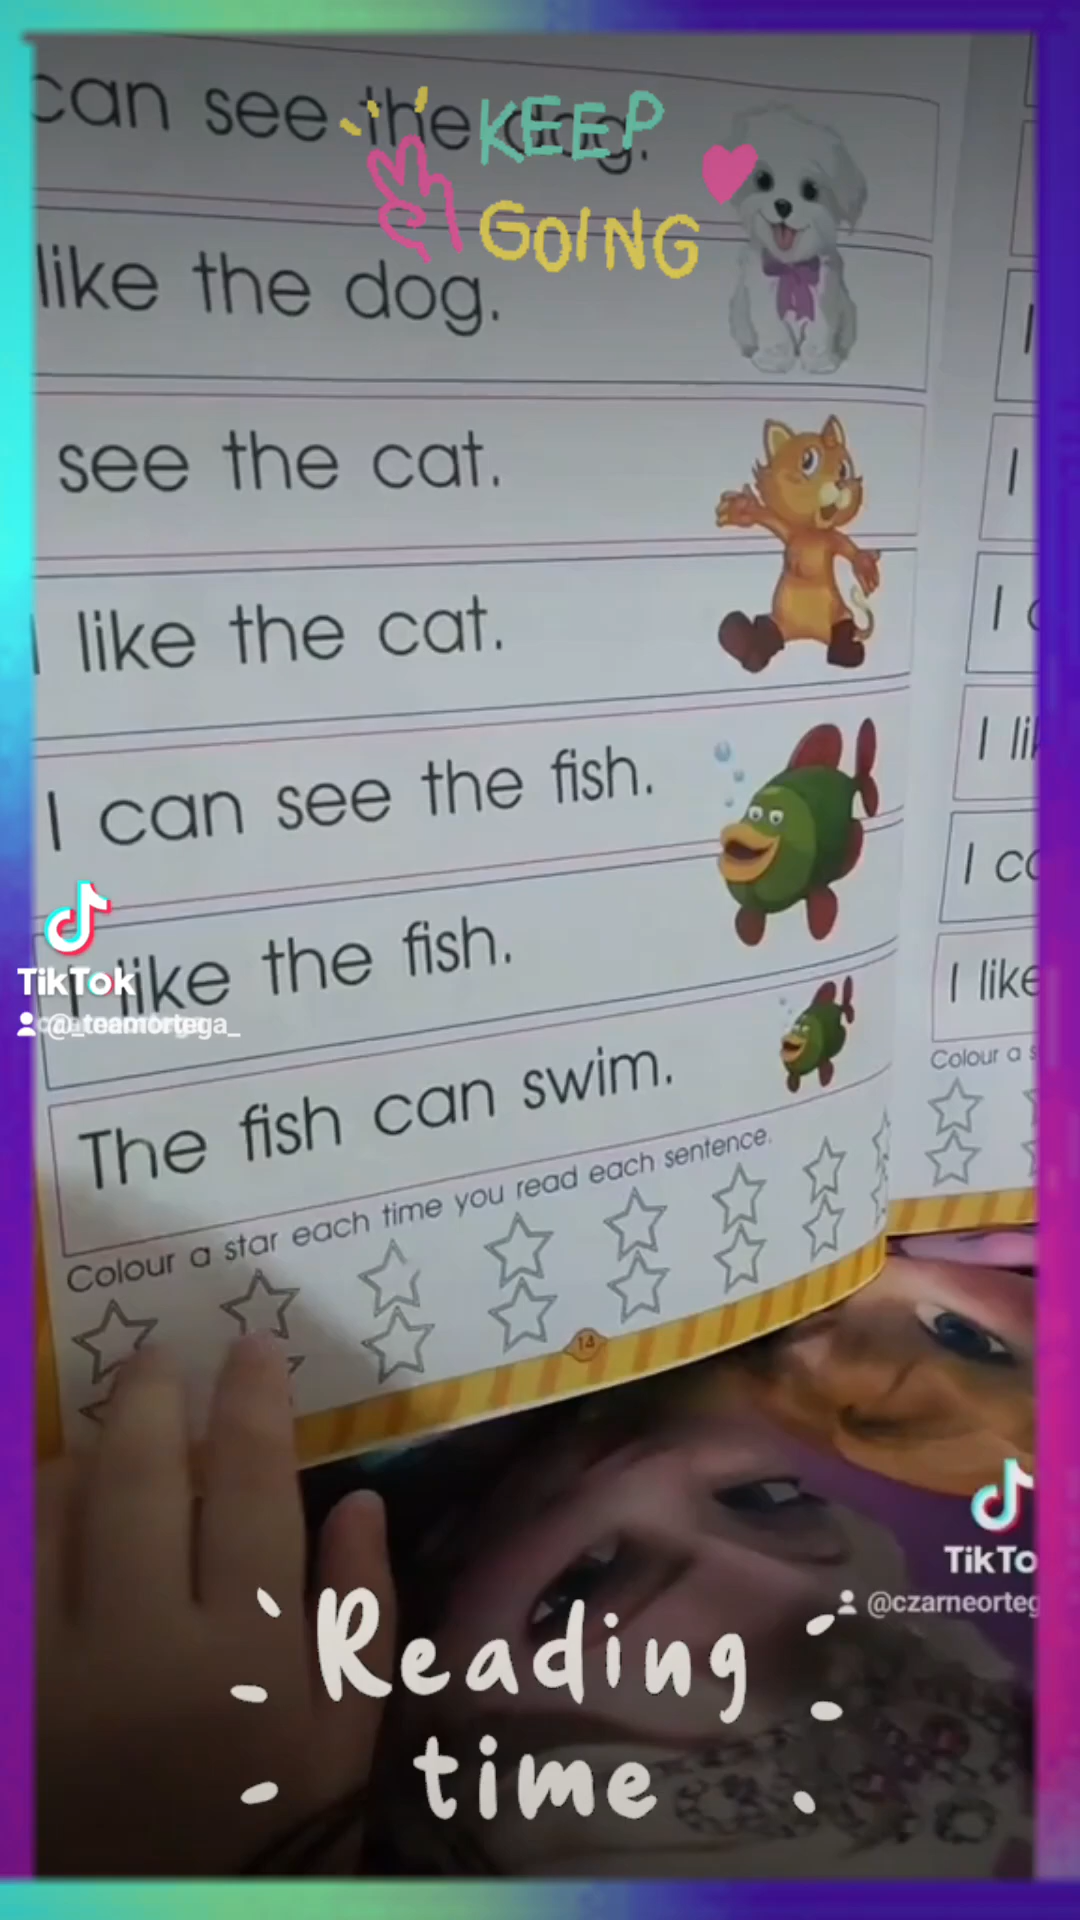 can see the dog.
KEEP
GOING
like the dog.
see the cat.
I like the cat.
I can see the fish.
I like the fish.
The fish can swim.
Colour a star each time you read each sentence.
14
I
I
I
I li
I
I like
Colour a
TikTok
TikTo
@czarneorteg
Reading
time